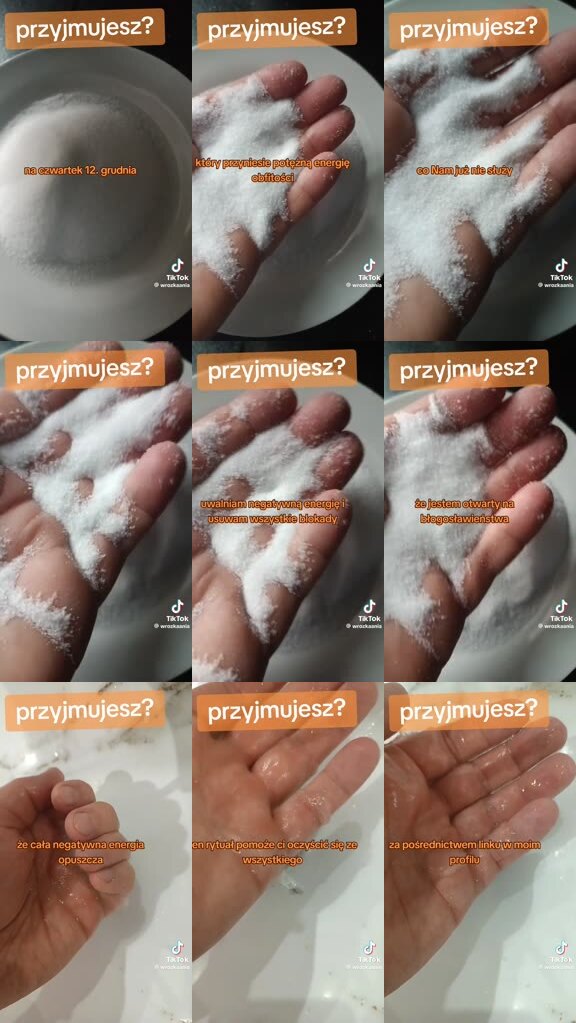 przyjmujesz?
na czwartek 12. grudnia
TikTok
@ wrozkaania
przyjmujesz?
który przyniesie potężną energię
obfitości
TikTok
@ wrozkaania
przyjmujesz?
co Nam już nie służy
TikTok
@ wrozkaania
przyjmujesz?
TikTok
@ wrozkaania
przyjmujesz?
uwalniam negatywną energię i
usuwam wszystkie blokady
TikTok
@ wrozkaania
przyjmujesz?
że jestem otwarty na
błogosławieństwa
TikTok
@ wrozkaania
przyjmujesz?
że cała negatywna energia
opuszcza
TikTok
@ wrozkaania
przyjmujesz?
en rytuał pomoże ci oczyścić się ze
wszystkiego
TikTok
@ wrozkaania
przyjmujesz?
za pośrednictwem linku w moim
profilu
TikTok
@ wrozkaania